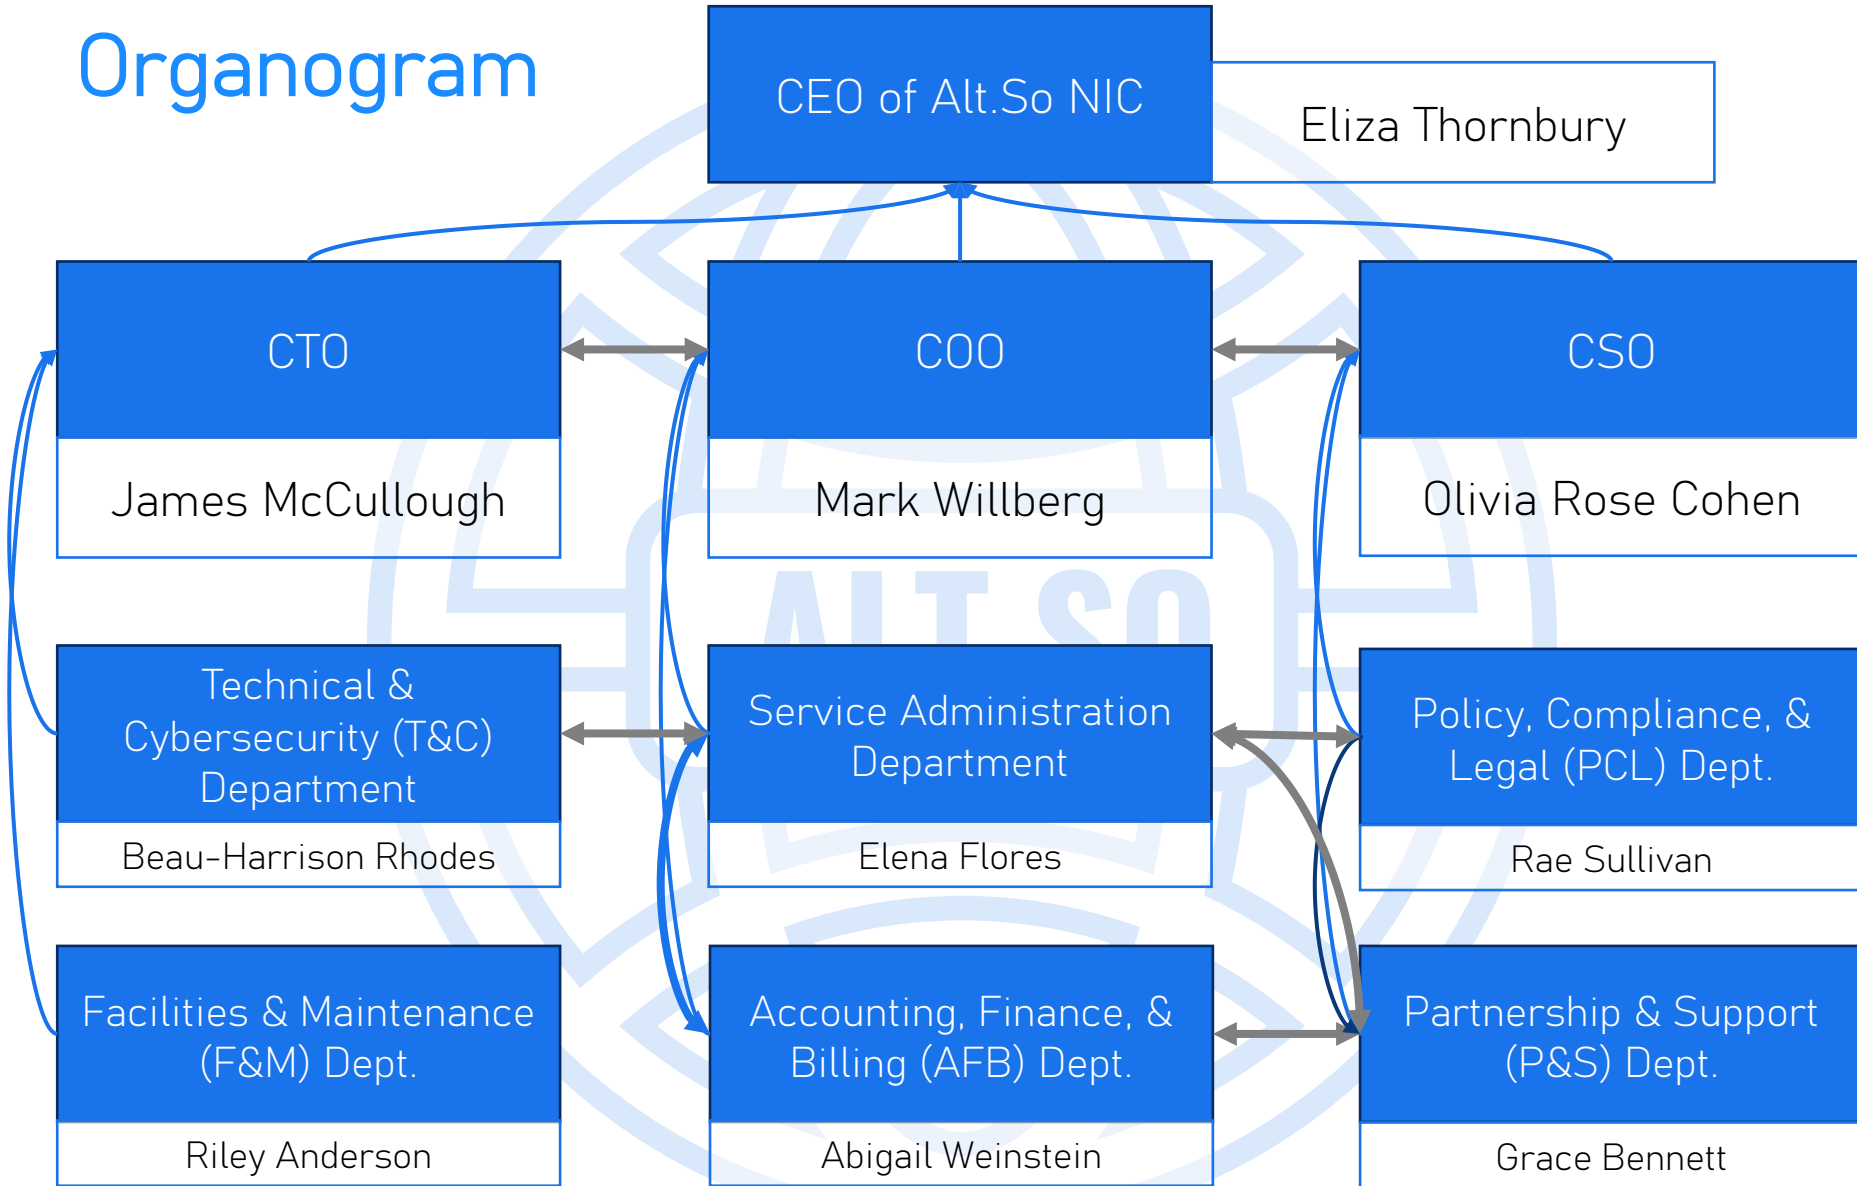 Organogram
CEO of Alt.So NIC
Eliza Thornbury
CTO
COO
CSO
James McCullough
Mark Willberg
Olivia Rose Cohen
ALT.SO
Technical &
Cybersecurity (T&C)
Department
Service Administration
Department
Policy, Compliance, &
Legal (PCL) Dept.
Beau-Harrison Rhodes
Elena Flores
Rae Sullivan
Facilities & Maintenance
(F&M) Dept.
Accounting, Finance, &
Billing (AFB) Dept.
Partnership & Support
(P&S) Dept.
Riley Anderson
Abigail Weinstein
Grace Bennett